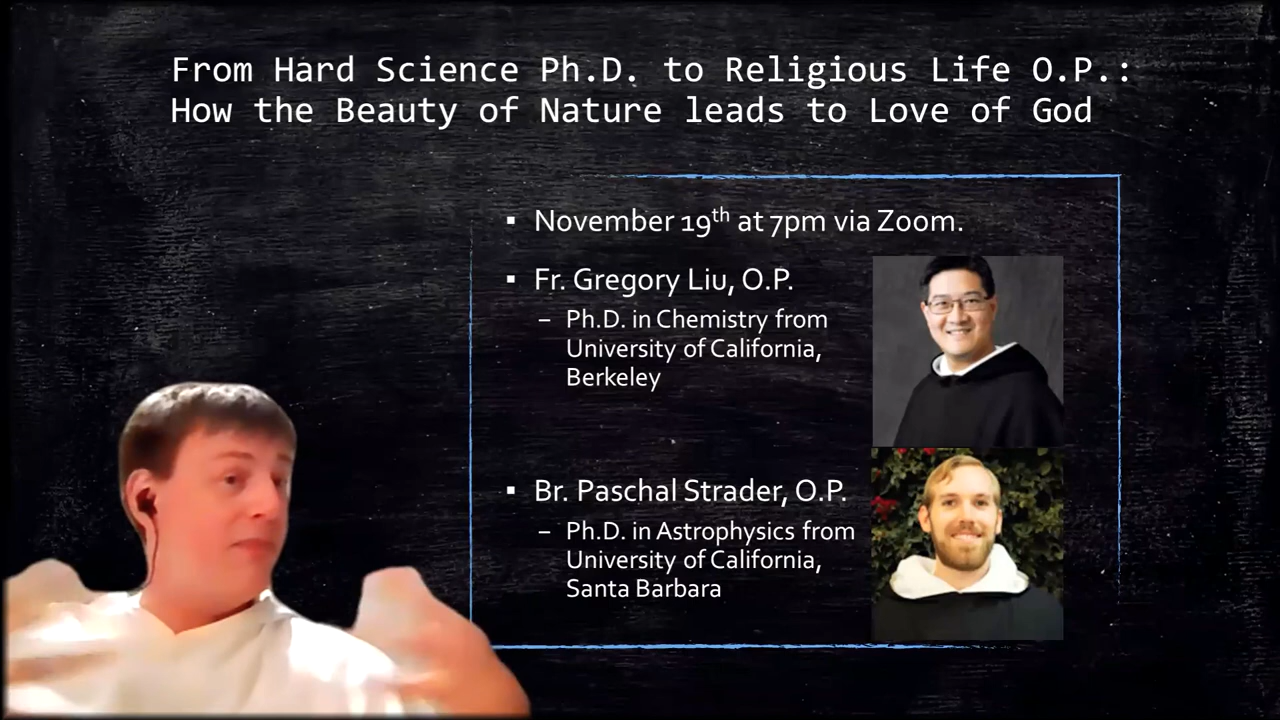 From Hard Science Ph.D. to Religious Life O.P.:
How the Beauty of Nature leads to Love of God
▪ November 19th at 7pm via Zoom.
▪ Fr. Gregory Liu, O.P.
– Ph.D. in Chemistry from
University of California,
Berkeley
▪ Br. Paschal Strader, O.P.
– Ph.D. in Astrophysics from
University of California,
Santa Barbara